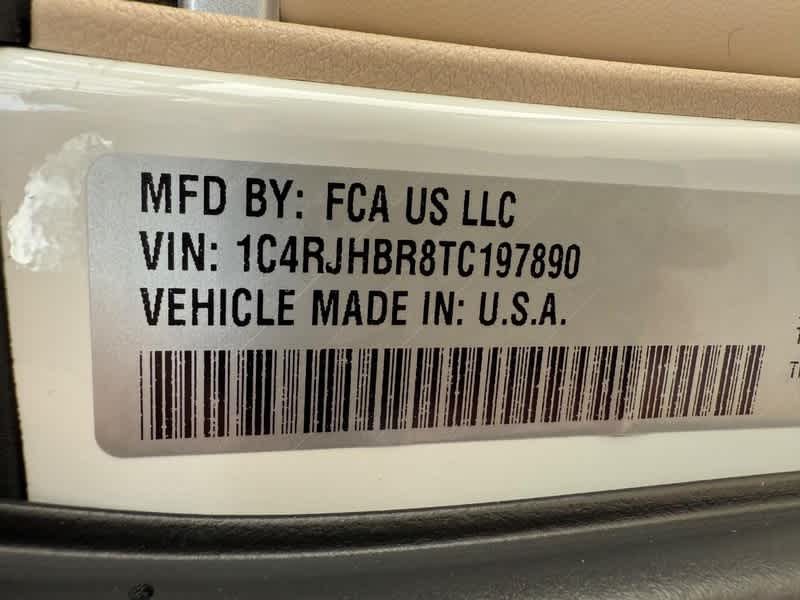 MFD BY: FCA US LLC
VIN: 1C4RJHBR8TC197890
VEHICLE MADE IN: U.S.A.